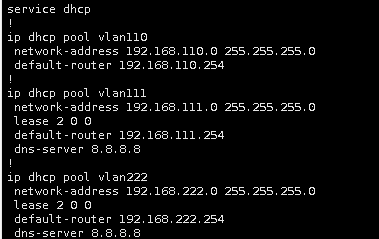 service dhcp
!
ip dhcp pool vlan110
 network-address 192.168.110.0 255.255.255.0
 default-router 192.168.110.254
!
ip dhcp pool vlan111
 network-address 192.168.111.0 255.255.255.0
 lease 2 0 0
 default-router 192.168.111.254
 dns-server 8.8.8.8
!
ip dhcp pool vlan222
 network-address 192.168.222.0 255.255.255.0
 lease 2 0 0
 default-router 192.168.222.254
 dns-server 8.8.8.8